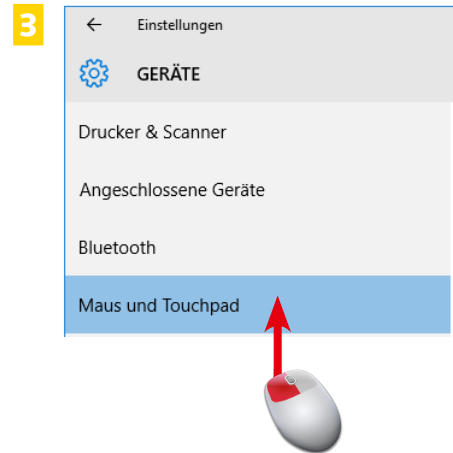 3
Einstellungen
GERÄTE
Drucker & Scanner
Angeschlossene Geräte
Bluetooth
Maus und Touchpad